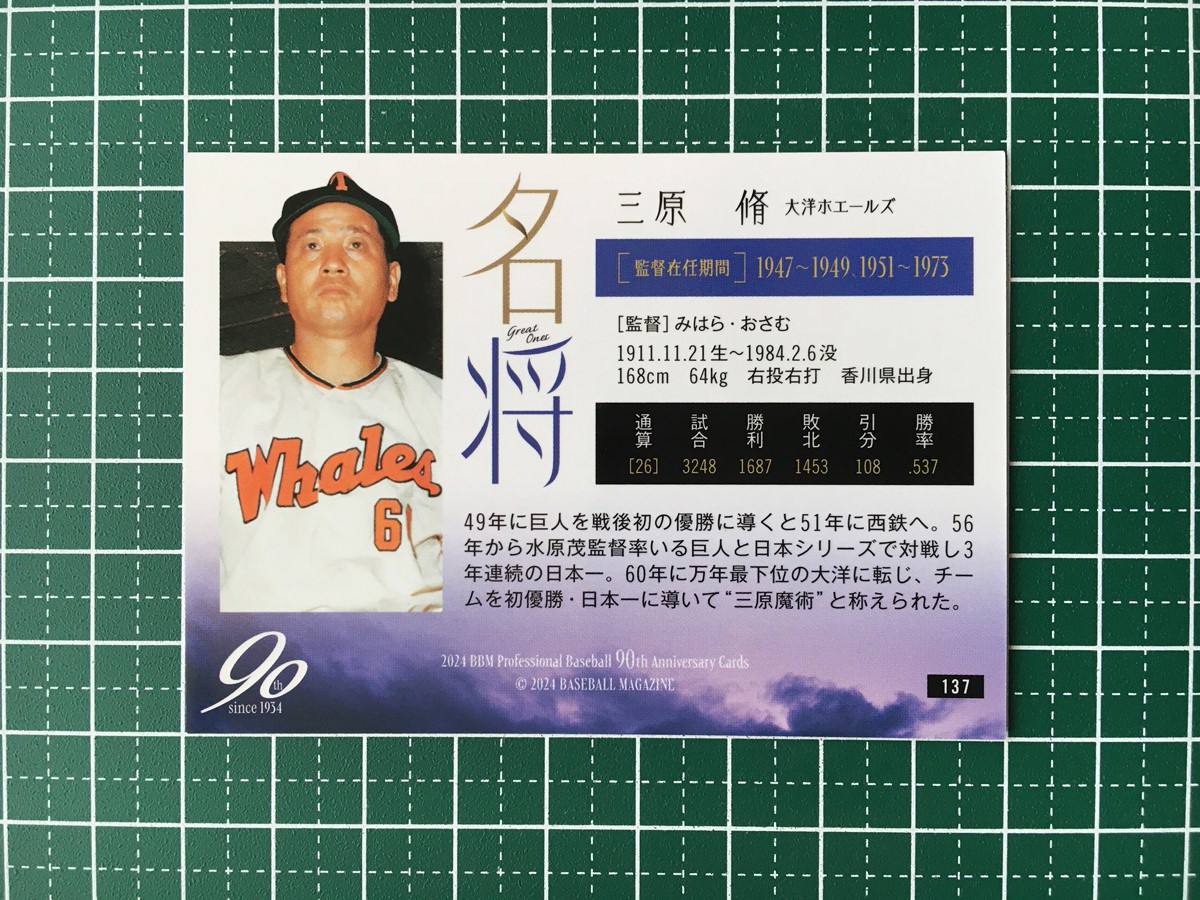 名将
Great Ones
三原 脩 大洋ホエールズ
[監督在任期間] 1947～1949、1951～1973
[監督]みはら・おさむ
1911.11.21生～1984.2.6没
168cm 64kg 右投右打 香川県出身
通算 試合 勝利 敗北 引分 勝率
[26] 3248 1687 1453 108 .537
49年に巨人を戦後初の優勝に導くと51年に西鉄へ。56
年から水原茂監督率いる巨人と日本シリーズで対戦し3
年連続の日本一。60年に万年最下位の大洋に転じ、チー
ムを初優勝・日本一に導いて“三原魔術”と称えられた。
Whales
6
90th
since 1934
2024 BBM Professional Baseball 90th Anniversary Cards
© 2024 BASEBALL MAGAZINE
137